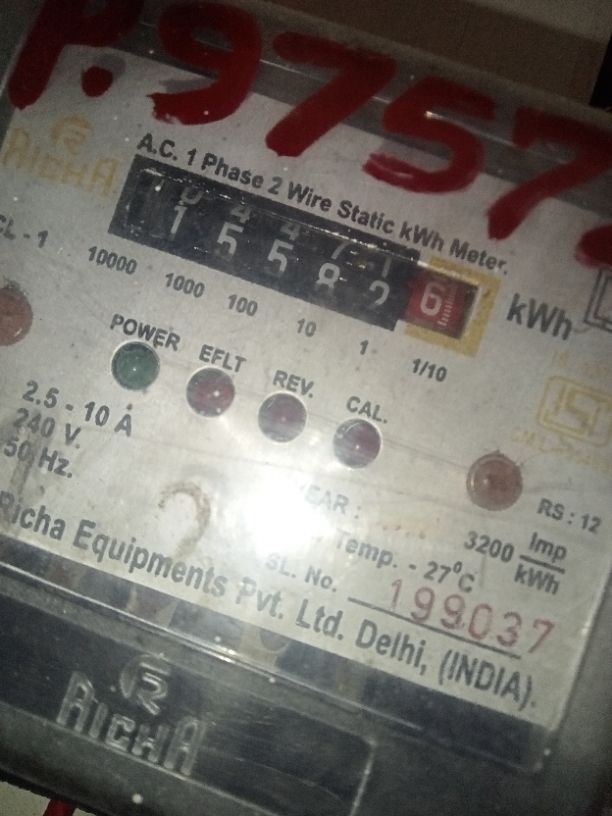 P.9757
RICHA
A.C. 1 Phase 2 Wire Static kWh Meter.
CL - 1
1 5 5 8 2 6 kWh
10000 1000 100 10 1 1/10
POWER EFLT REV. CAL.
2.5 - 10 A
240 V.
50 Hz.
RS : 12
3200 Imp
kWh
Temp. - 27°C
SL. No. 199037
Richa Equipments Pvt. Ltd. Delhi, (INDIA).
RICHA